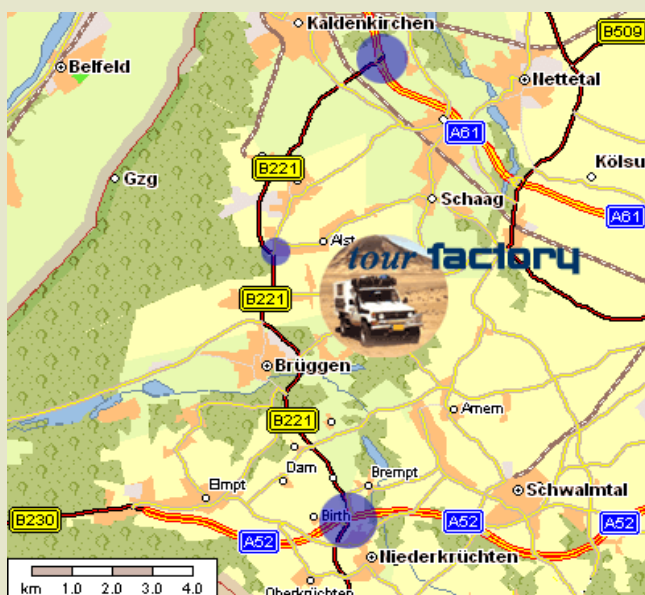 Kaldenkirchen
B509
Belfeld
Nettetal
A61
B221
Kölsu
Gzg
Schaag
A61
Alst
tour factory
B221
Brüggen
Amern
B221
Dam
Brempt
Elmpt
Schwalmtal
Birth
B230
A52
A52
A52
Niederkrüchten
km 1.0 2.0 3.0 4.0
Oberkrüchten